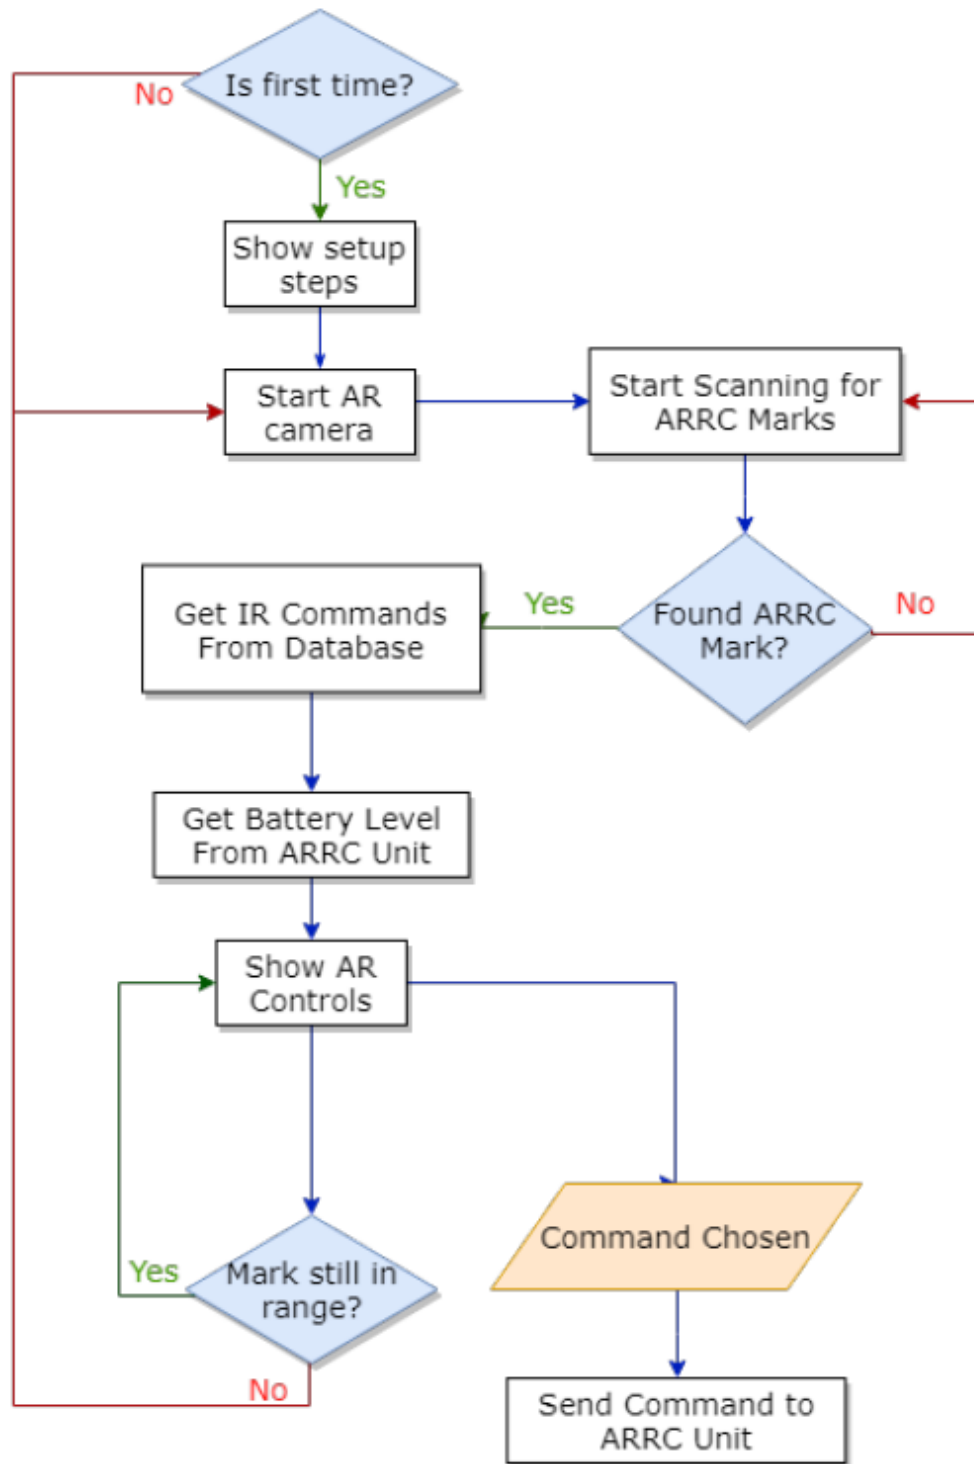 Is first time?
No
Yes
Show setup
steps
Start AR
camera
Start Scanning for
ARRC Marks
Found ARRC
Mark?
No
Yes
Get IR Commands
From Database
Get Battery Level
From ARRC Unit
Show AR
Controls
Mark still in
range?
Yes
No
Command Chosen
Send Command to
ARRC Unit